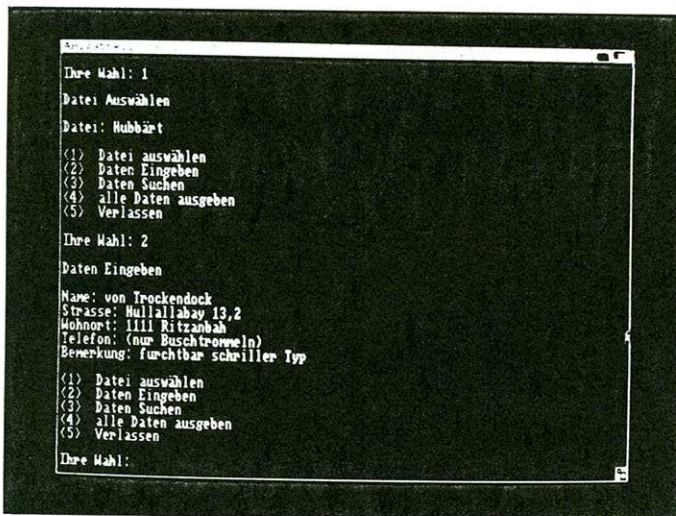 Ihre Wahl: 1
Datei Auswählen
Datei: Hubbärt
<1> Datei auswählen
<2> Daten Eingeben
<3> Daten Suchen
<4> alle Daten ausgeben
<5> Verlassen
Ihre Wahl: 2
Daten Eingeben
Name: von Trockendock
Strasse: Hullallabay 13,2
Wohnort: 1111 Ritzanbah
Telefon: (nur Buschtrommeln)
Bemerkung: furchtbar schriller Typ
<1> Datei auswählen
<2> Daten Eingeben
<3> Daten Suchen
<4> alle Daten ausgeben
<5> Verlassen
Ihre Wahl: